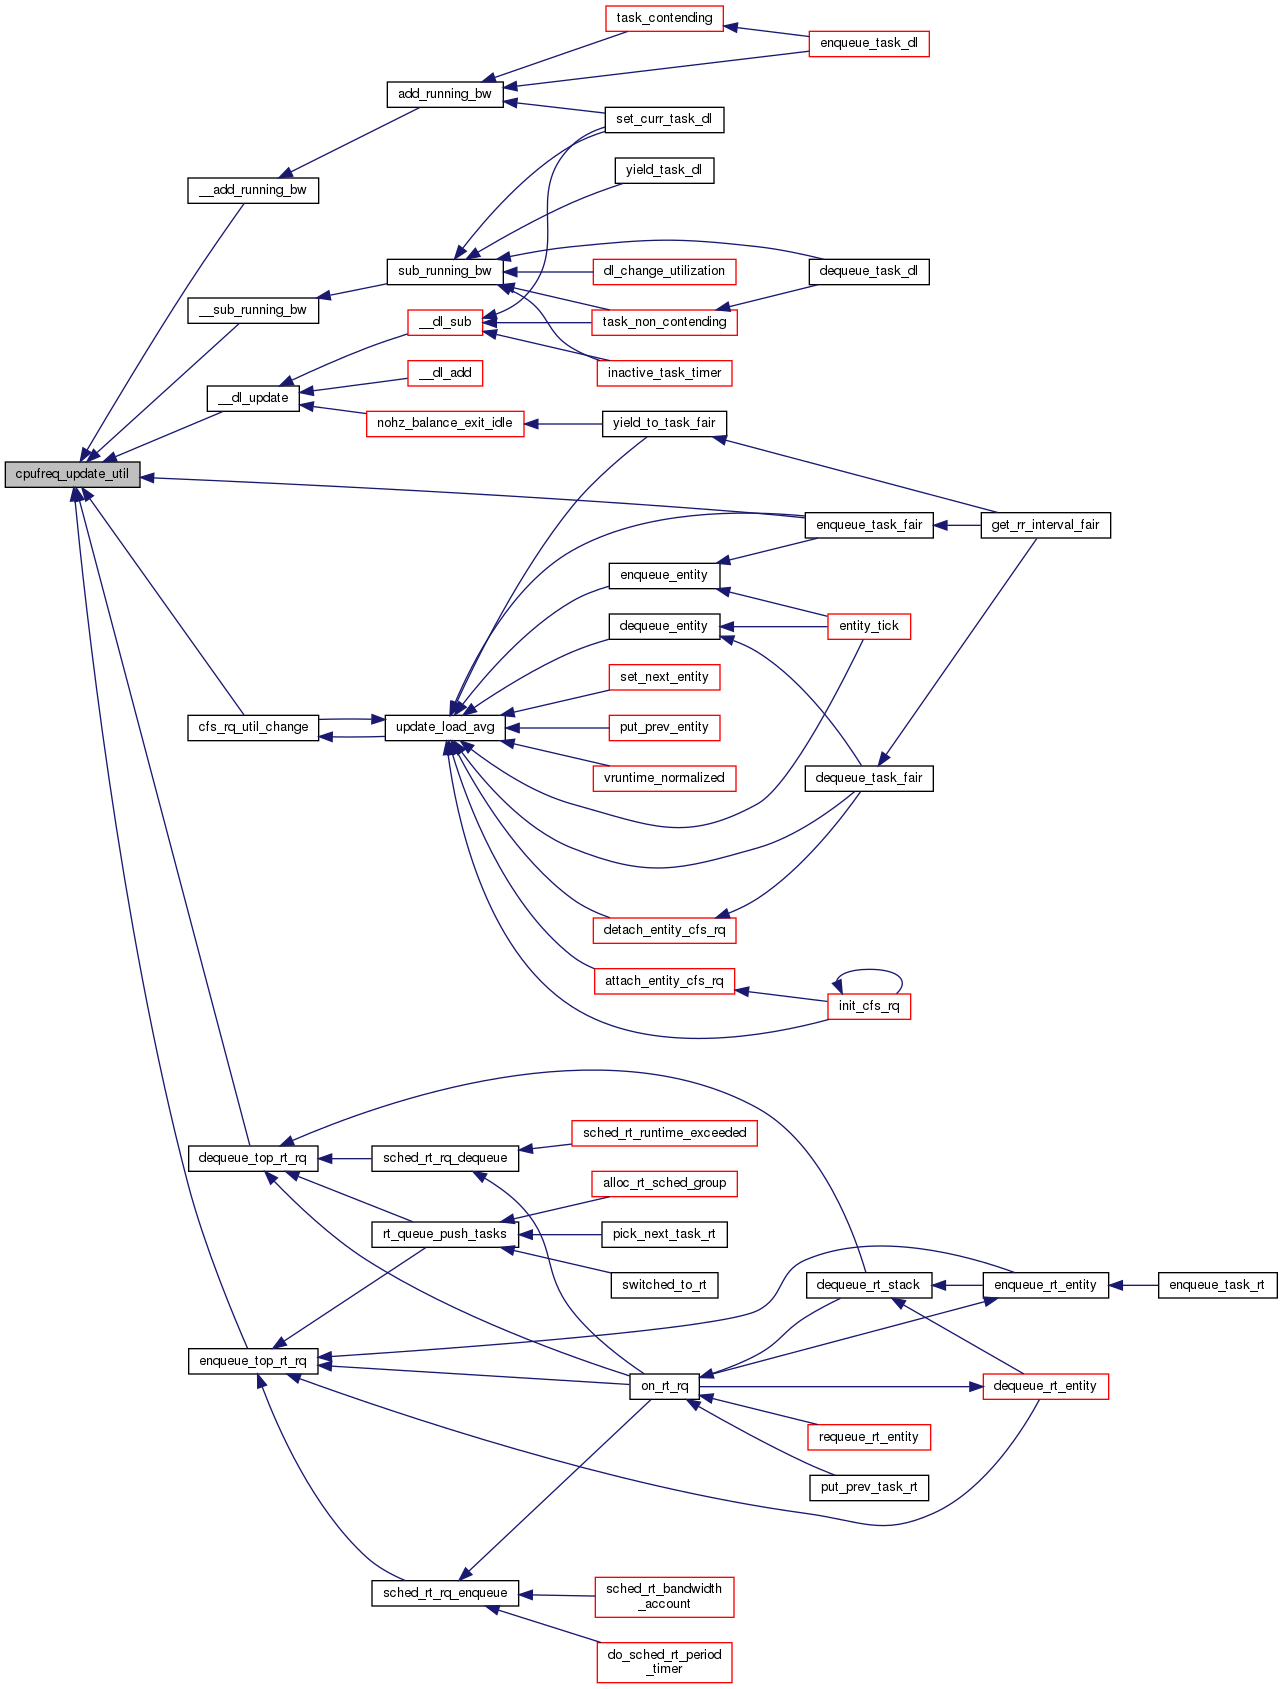 task_contending
enqueue_task_dl
add_running_bw
set_curr_task_dl
yield_task_dl
__add_running_bw
sub_running_bw
dl_change_utilization
dequeue_task_dl
__sub_running_bw
__dl_sub
task_non_contending
inactive_task_timer
__dl_add
__dl_update
nohz_balance_exit_idle
yield_to_task_fair
cpufreq_update_util
enqueue_task_fair
get_rr_interval_fair
enqueue_entity
dequeue_entity
entity_tick
set_next_entity
cfs_rq_util_change
update_load_avg
put_prev_entity
vruntime_normalized
dequeue_task_fair
detach_entity_cfs_rq
attach_entity_cfs_rq
init_cfs_rq
sched_rt_runtime_exceeded
dequeue_top_rt_rq
sched_rt_rq_dequeue
alloc_rt_sched_group
rt_queue_push_tasks
pick_next_task_rt
switched_to_rt
dequeue_rt_stack
enqueue_rt_entity
enqueue_task_rt
enqueue_top_rt_rq
on_rt_rq
dequeue_rt_entity
requeue_rt_entity
put_prev_task_rt
sched_rt_rq_enqueue
sched_rt_bandwidth
_account
do_sched_rt_period
_timer